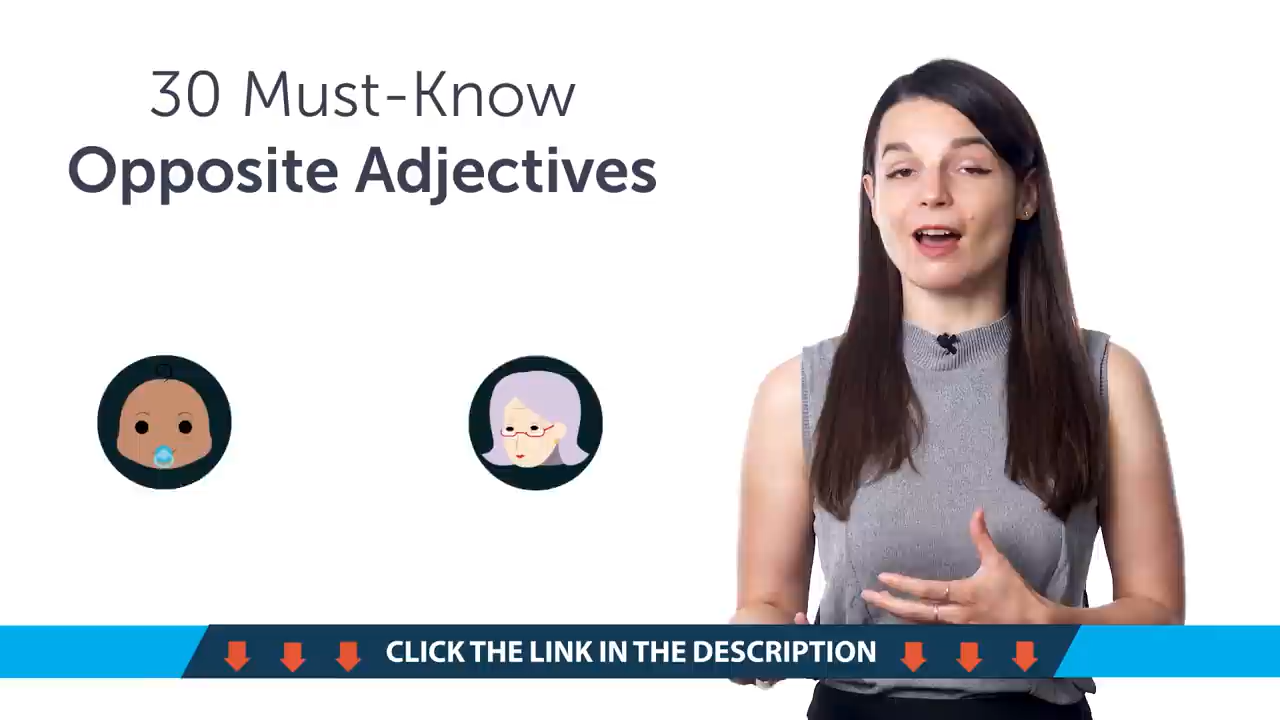 30 Must-Know
Opposite Adjectives
CLICK THE LINK IN THE DESCRIPTION